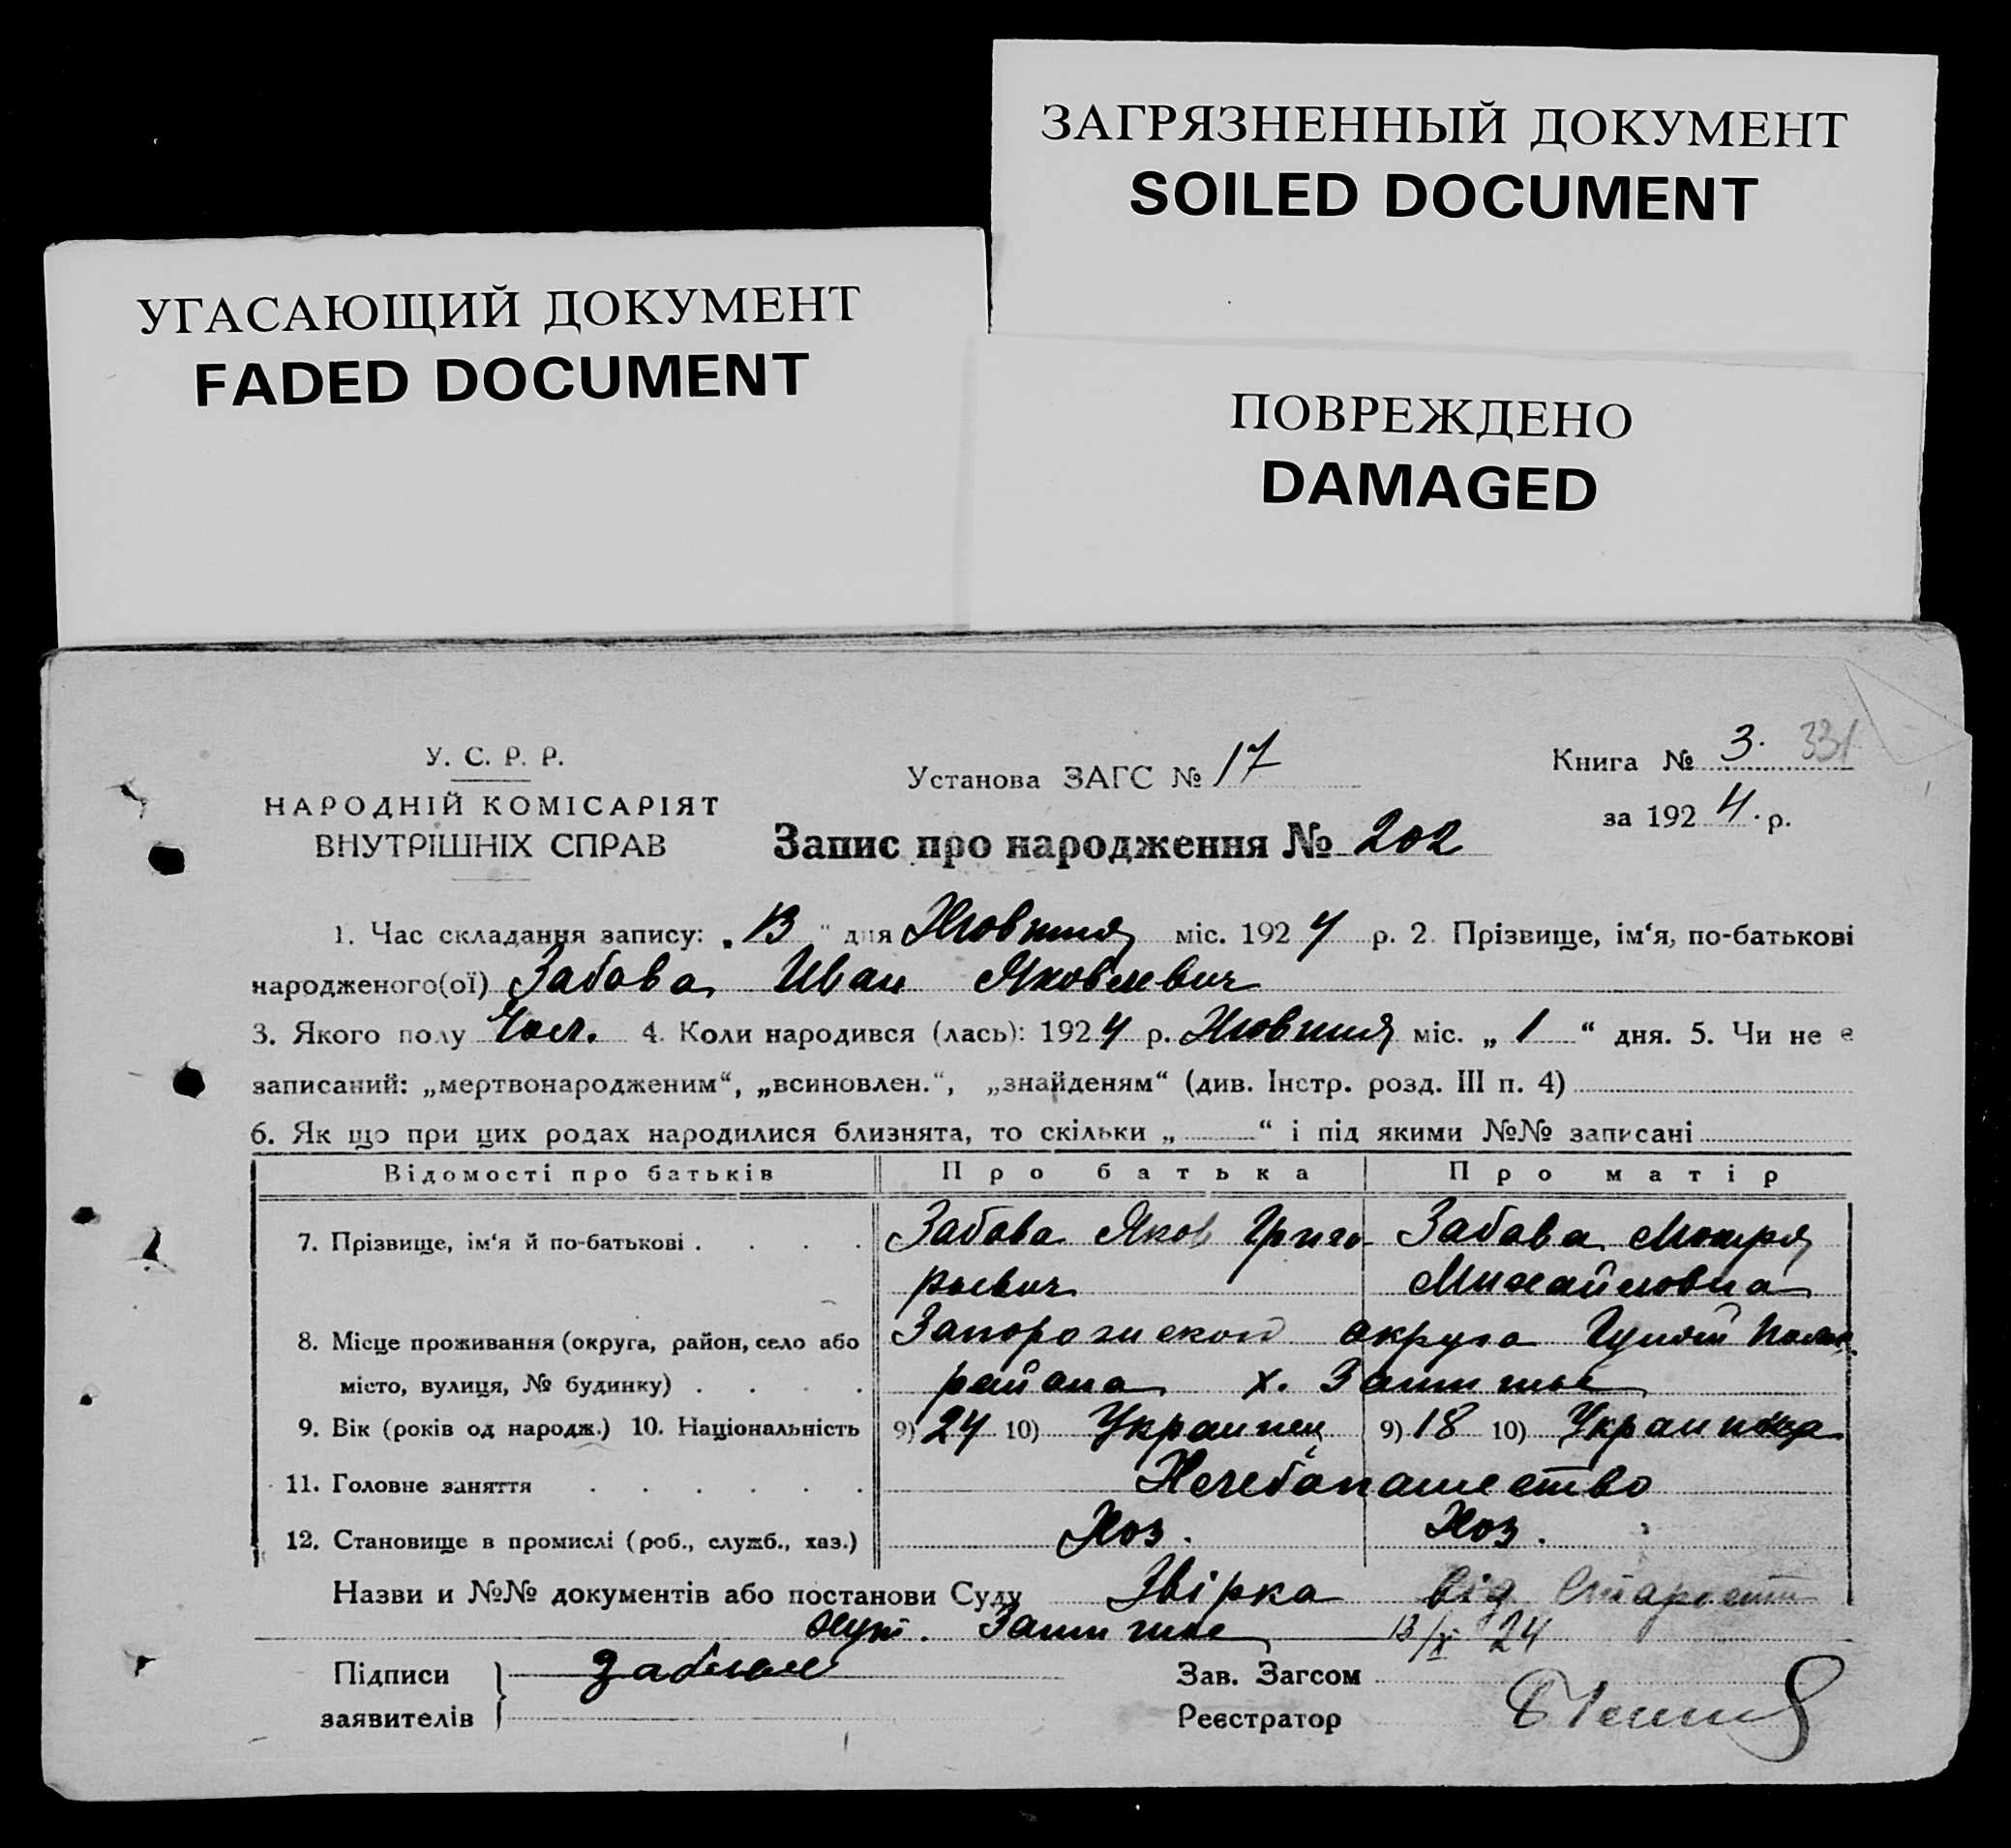 ЗАГРЯЗНЕННЫЙ ДОКУМЕНТ
SOILED DOCUMENT
УГАСАЮЩИЙ ДОКУМЕНТ
FADED DOCUMENT
ПОВРЕЖДЕНО
DAMAGED
У. С. Р. Р.
НАРОДНІЙ КОМІСАРІЯТ
ВНУТРІШНІХ СПРАВ
Установа ЗАГС № 17
Книга № 3. 331
за 1924. р.
Запис про народження № 202
1. Час складання запису: „13“ дня Жовтня міс. 1924 р. 2. Прізвище, ім‘я, по-батькові
народженого(ої) Забава Иван Яковлевич
3. Якого полу Чол. 4. Коли народився (лась): 1924 р. Жовтня міс. „1“ дня. 5. Чи не е
записаний: „мертвонародженим“, „всиновлен.“, „знайденям“ (див. Інстр. розд. III п. 4)
6. Як що при цих родах народилися близнята, то скільки „ “ і під якими №№ записані
Відомості про батьків Про батька Про матір
7. Прізвище, ім‘я й по-батькові . . . . Забава Яков Григо- Забава Мотря
рьевич Михайловна
8. Місце проживання (округа, район, село або Запорожской округа Гуляй Поль.
місто, вулиця, № будинку) . . . . района х. Затишье
9. Вік (років од народж.) 10. Національність 9) 24 10) Украинец 9) 18 10) Украинка
11. Головне заняття . . . . . . Хлебопашество
12. Становище в промислі (роб., служб., хаз.) Хоз. Хоз.
Назви и №№ документів або постанови Суду Звірка від Старости
хут. Затишье 13/X 24
Підписи Забава Зав. Загсом
заявителів Реєстратор